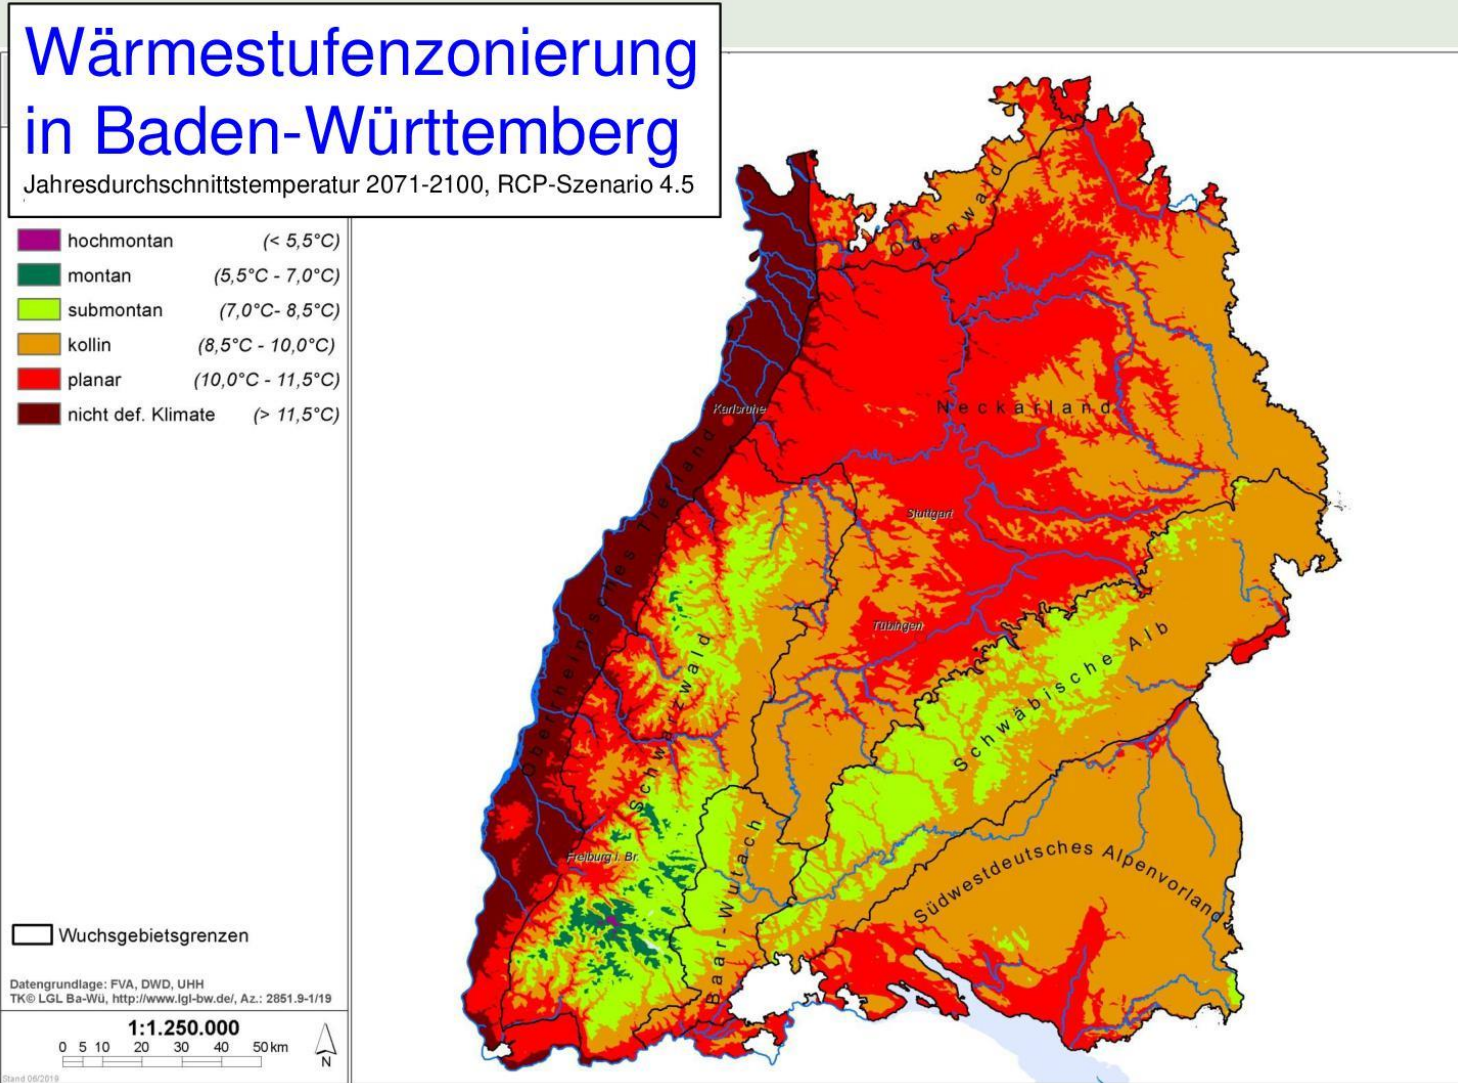 Wärmestufenzonierung
in Baden-Württemberg
Jahresdurchschnittstemperatur 2071-2100, RCP-Szenario 4.5
hochmontan (< 5,5°C)
montan (5,5°C - 7,0°C)
submontan (7,0°C- 8,5°C)
kollin (8,5°C - 10,0°C)
planar (10,0°C - 11,5°C)
nicht def. Klimate (> 11,5°C)
Odenwald
Karlsruhe
Neckarland
Oberrheinisches Tiefland
Stuttgart
Tübingen
Schwarzwald
Schwäbische Alb
Freiburg i. Br.
Baar-Wutach
Südwestdeutsches Alpenvorland
Wuchsgebietsgrenzen
Datengrundlage: FVA, DWD, UHH
TK© LGL Ba-Wü, http://www.lgl-bw.de/, Az.: 2851.9-1/19
1:1.250.000
0 5 10 20 30 40 50 km
N
Stand 06/2019